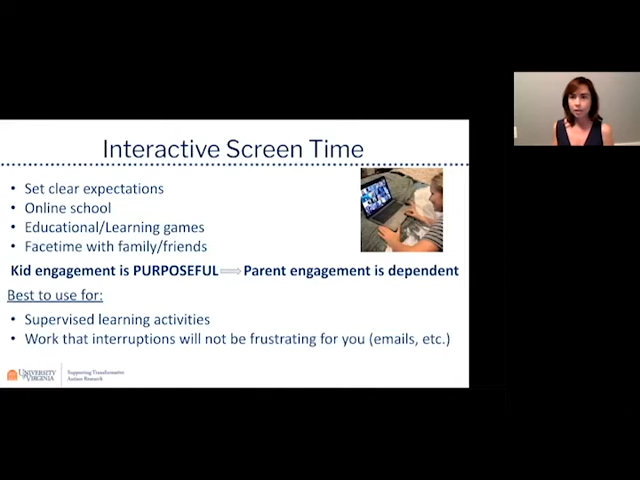 Interactive Screen Time
• Set clear expectations
• Online school
• Educational/Learning games
• Facetime with family/friends
Kid engagement is PURPOSEFUL Parent engagement is dependent
Best to use for:
• Supervised learning activities
• Work that interruptions will not be frustrating for you (emails, etc.)
UNIVERSITY of VIRGINIA
Supporting Transformative
Autism Research